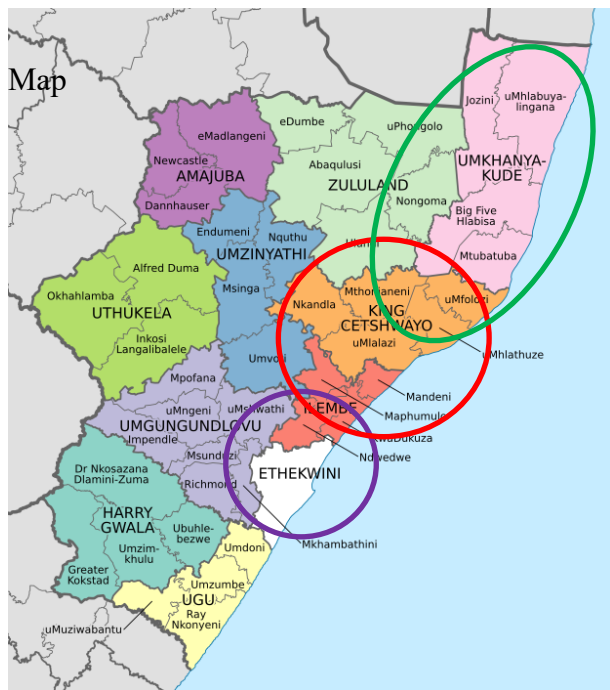 Map
Jozini
uMhlabuya-
lingana
eDumbe
uPhongolo
eMadlangeni
Newcastle
AMAJUBA
Dannhauser
Abaqulusi
ZULULAND
Nongoma
Ulundi
UMKHANYA-
KUDE
Big Five
Hlabisa
Mtubatuba
Endumeni
Nquthu
UMZINYATHI
Msinga
Umvoti
Alfred Duma
Okhahlamba
UTHUKELA
Inkosi
Langalibalele
Mthonjaneni
Nkandla
uMfolozi
KING
CETSHWAYO
uMlalazi
uMhlathuze
Mandeni
Maphumulo
ILEMBE
KwaDukuza
Ndwedwe
Mpofana
uMngeni
uMshwathi
UMGUNGUNDLOVU
Impendle
Msunduzi
Richmond
Mkhambathini
ETHEKWINI
Dr Nkosazana
Dlamini-Zuma
HARRY
GWALA
Ubuhle-
bezwe
Umzim-
khulu
Greater
Kokstad
Umdoni
Umzumbe
UGU
Ray
Nkonyeni
uMuziwabantu